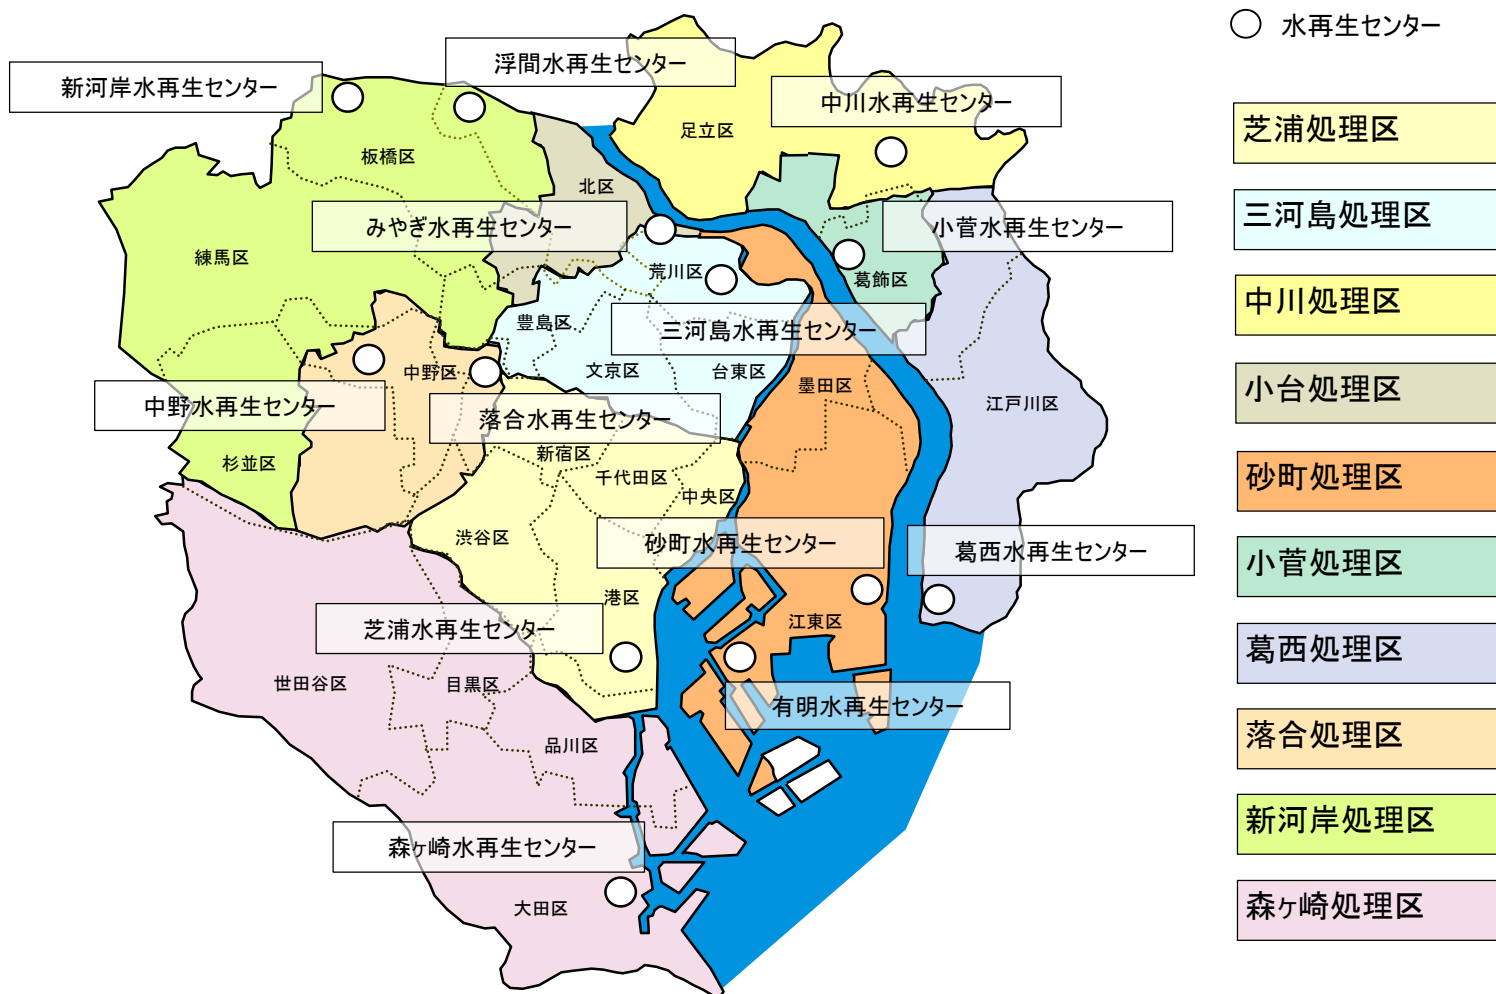 水再生センター
浮間水再生センター
新河岸水再生センター
中川水再生センター
足立区
芝浦処理区
板橋区
北区
みやぎ水再生センター
小菅水再生センター
三河島処理区
練馬区
荒川区
葛飾区
中川処理区
豊島区
三河島水再生センター
文京区
台東区
中野区
墨田区
小台処理区
中野水再生センター
落合水再生センター
江戸川区
新宿区
杉並区
千代田区
中央区
砂町処理区
渋谷区
砂町水再生センター
葛西水再生センター
小菅処理区
港区
芝浦水再生センター
江東区
葛西処理区
世田谷区
目黒区
有明水再生センター
品川区
落合処理区
新河岸処理区
森ヶ崎水再生センター
大田区
森ヶ崎処理区